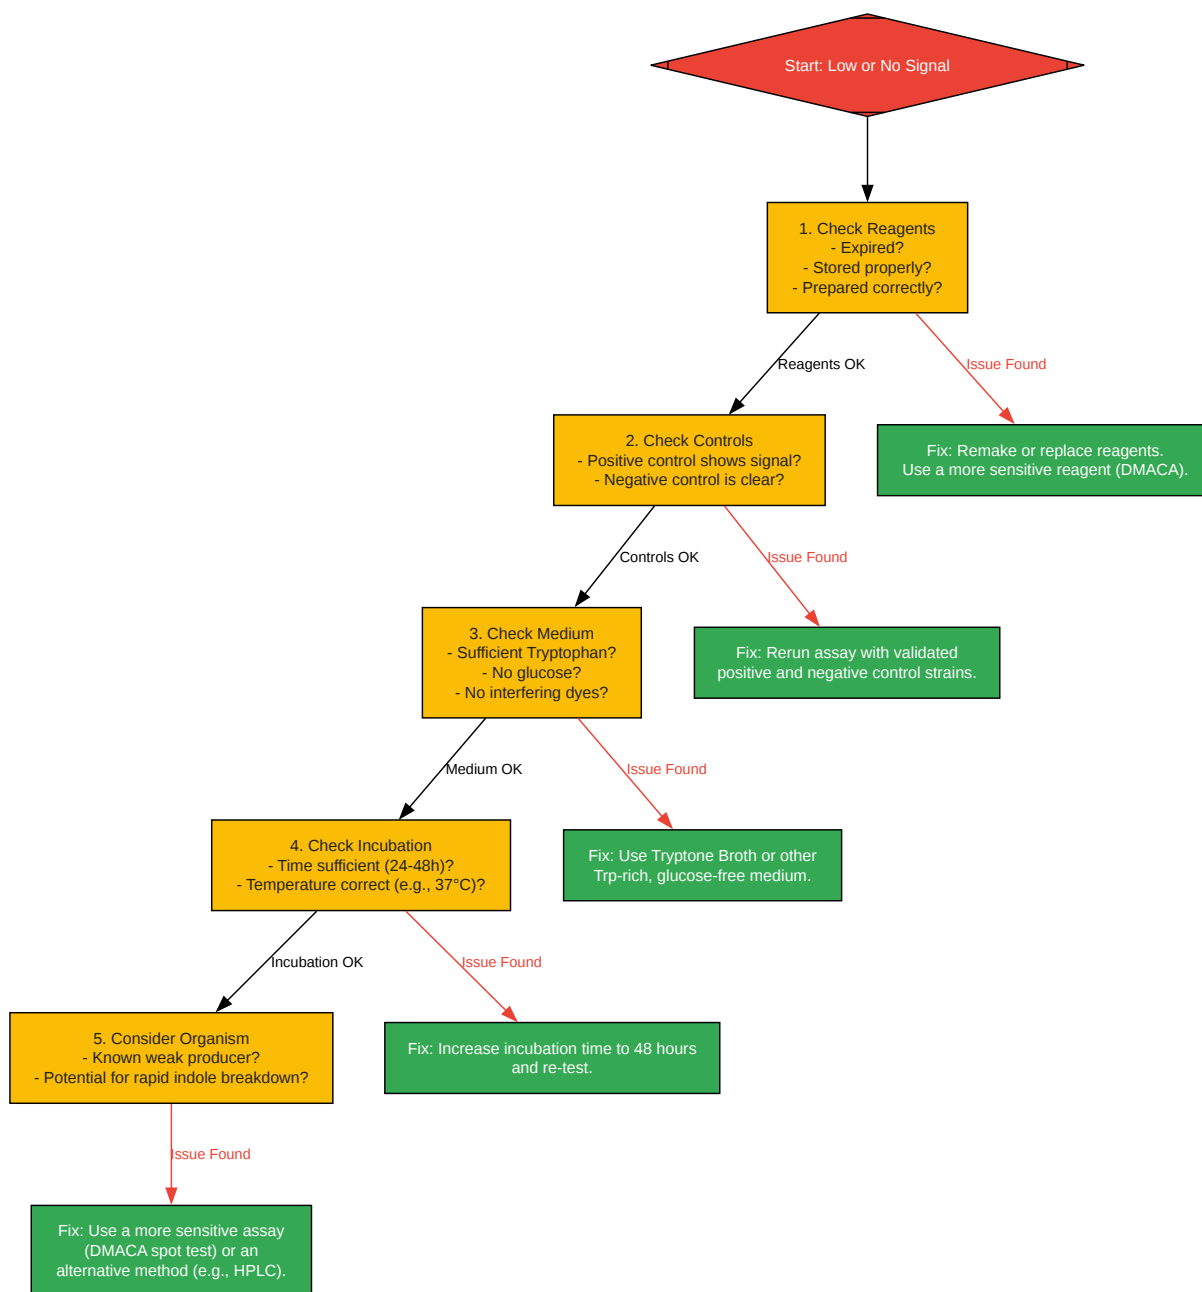 Start: Low or No Signal
1. Check Reagents
- Expired?
- Stored properly?
- Prepared correctly?
Reagents OK
Issue Found
2. Check Controls
- Positive control shows signal?
- Negative control is clear?
Fix: Remake or replace reagents.
Use a more sensitive reagent (DMACA).
Controls OK
Issue Found
3. Check Medium
- Sufficient Tryptophan?
- No glucose?
- No interfering dyes?
Fix: Rerun assay with validated
positive and negative control strains.
Medium OK
Issue Found
4. Check Incubation
- Time sufficient (24-48h)?
- Temperature correct (e.g., 37°C)?
Fix: Use Tryptone Broth or other
Trp-rich, glucose-free medium.
Incubation OK
Issue Found
5. Consider Organism
- Known weak producer?
- Potential for rapid indole breakdown?
Fix: Increase incubation time to 48 hours
and re-test.
Issue Found
Fix: Use a more sensitive assay
(DMACA spot test) or an
alternative method (e.g., HPLC).